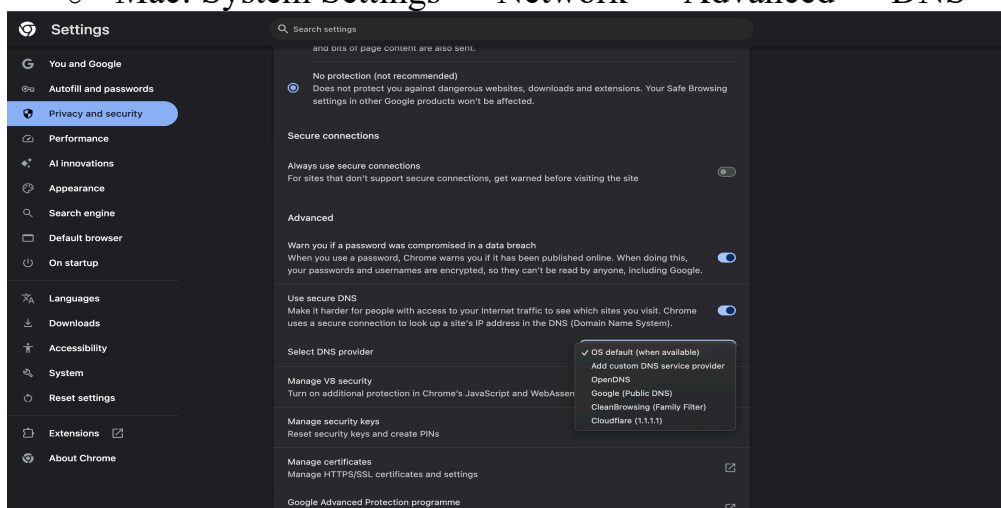 Mac: System Settings Network Advanced DNS
Settings
Search settings
You and Google
Autofill and passwords
Privacy and security
Performance
AI innovations
Appearance
Search engine
Default browser
On startup
Languages
Downloads
Accessibility
System
Reset settings
Extensions
About Chrome
and bits of page content are also sent.
No protection (not recommended)
Does not protect you against dangerous websites, downloads and extensions. Your Safe Browsing
settings in other Google products won't be affected.
Secure connections
Always use secure connections
For sites that don't support secure connections, get warned before visiting the site
Advanced
Warn you if a password was compromised in a data breach
When you use a password, Chrome warns you if it has been published online. When doing this,
your passwords and usernames are encrypted, so they can't be read by anyone, including Google.
Use secure DNS
Make it harder for people with access to your Internet traffic to see which sites you visit. Chrome
uses a secure connection to look up a site's IP address in the DNS (Domain Name System).
Select DNS provider
✓ OS default (when available)
Add custom DNS service provider
OpenDNS
Google (Public DNS)
CleanBrowsing (Family Filter)
Cloudflare (1.1.1.1)
Manage V8 security
Turn on additional protection in Chrome's JavaScript and WebAssen
Manage security keys
Reset security keys and create PINs
Manage certificates
Manage HTTPS/SSL certificates and settings
Google Advanced Protection programme